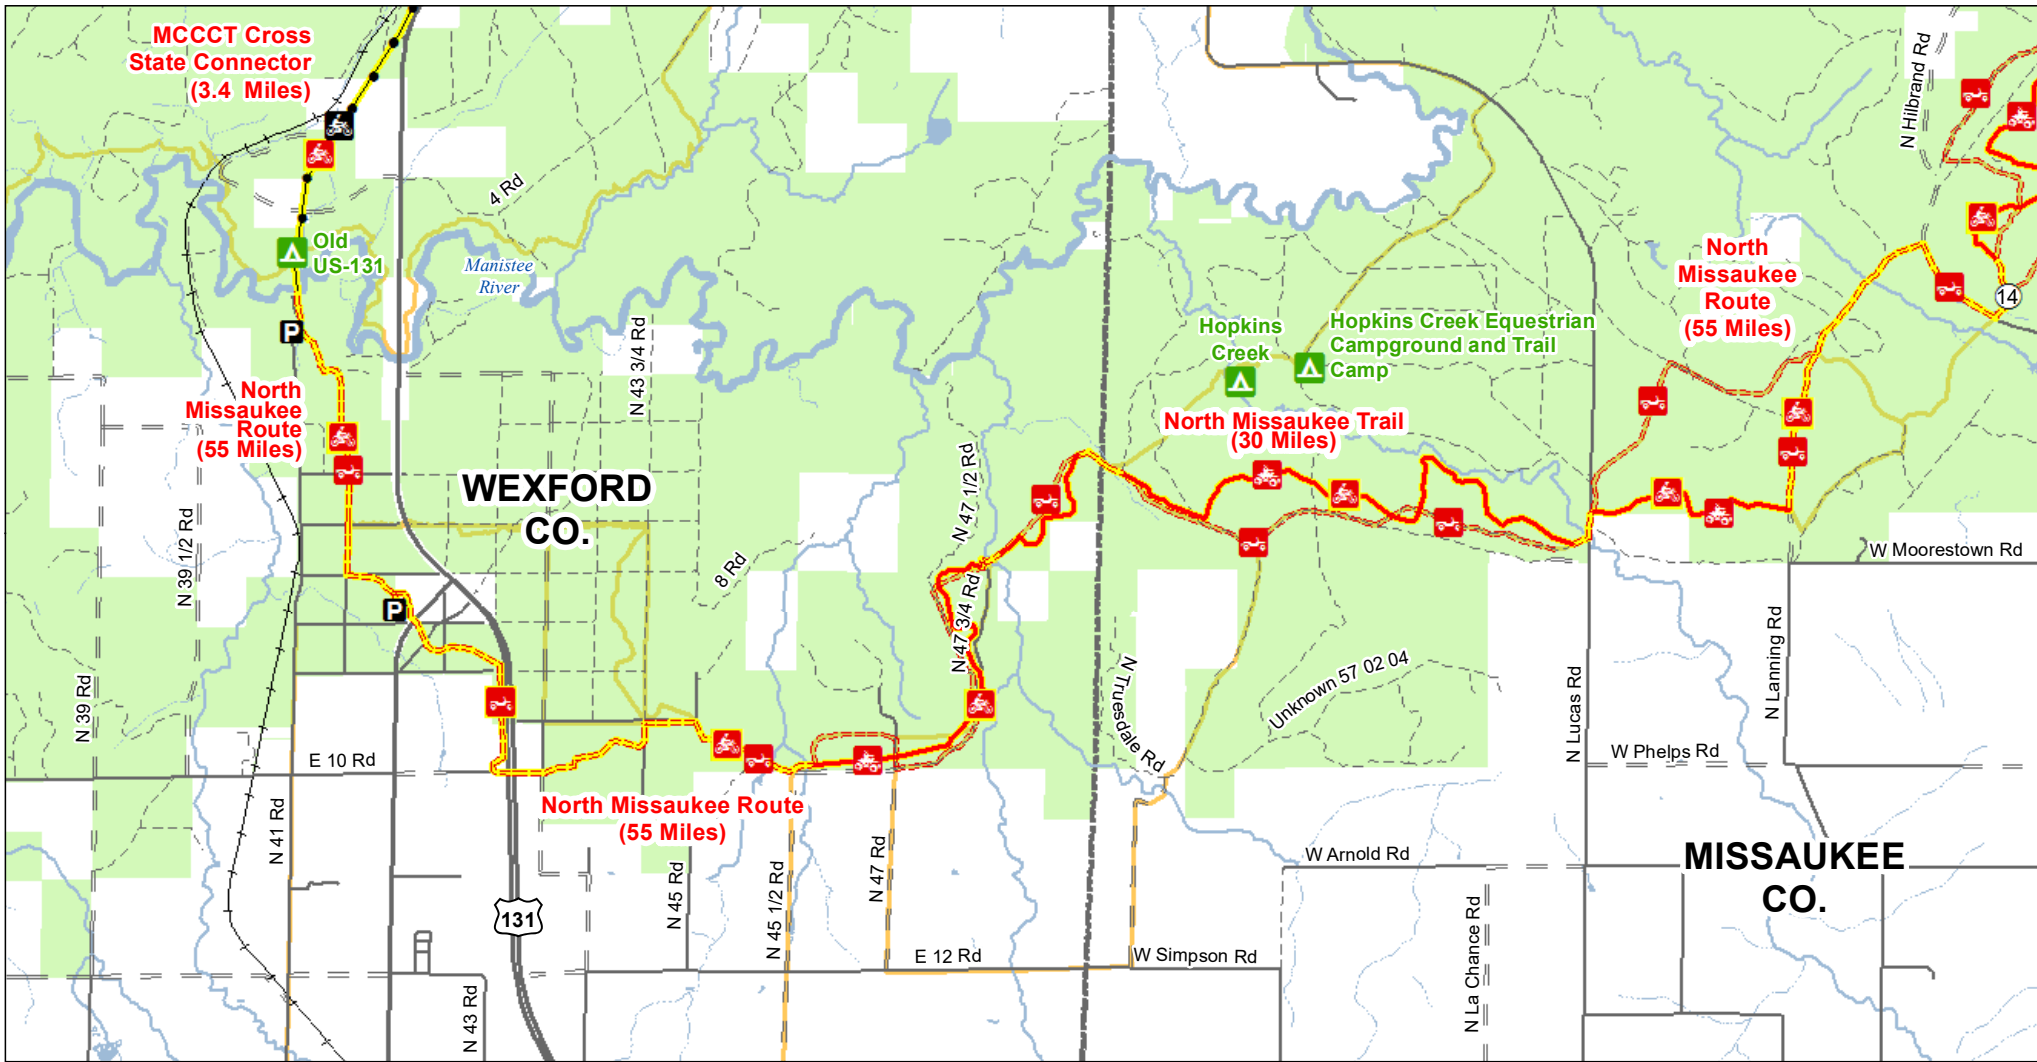 MCCCT Cross
State Connector
(3.4 Miles)
N Hilbrand Rd
4 Rd
Old
US-131
Manistee
River
North
Missaukee
Route
(55 Miles)
14
P
Hopkins
Creek
Hopkins Creek Equestrian
Campground and Trail
Camp
N 43 3/4 Rd
North
Missaukee
Route
(55 Miles)
North Missaukee Trail
(30 Miles)
WEXFORD
CO.
N 47 1/2 Rd
N 39 1/2 Rd
8 Rd
W Moorestown Rd
P
N 47 3/4 Rd
N Truesdale Rd
Unknown 57 02 04
N Lanning Rd
N Lucas Rd
N 39 Rd
E 10 Rd
W Phelps Rd
North Missaukee Route
(55 Miles)
N 41 Rd
W Arnold Rd
MISSAUKEE
CO.
N 45 Rd
N 45 1/2 Rd
N 47 Rd
131
E 12 Rd
W Simpson Rd
N La Chance Rd
N 43 Rd